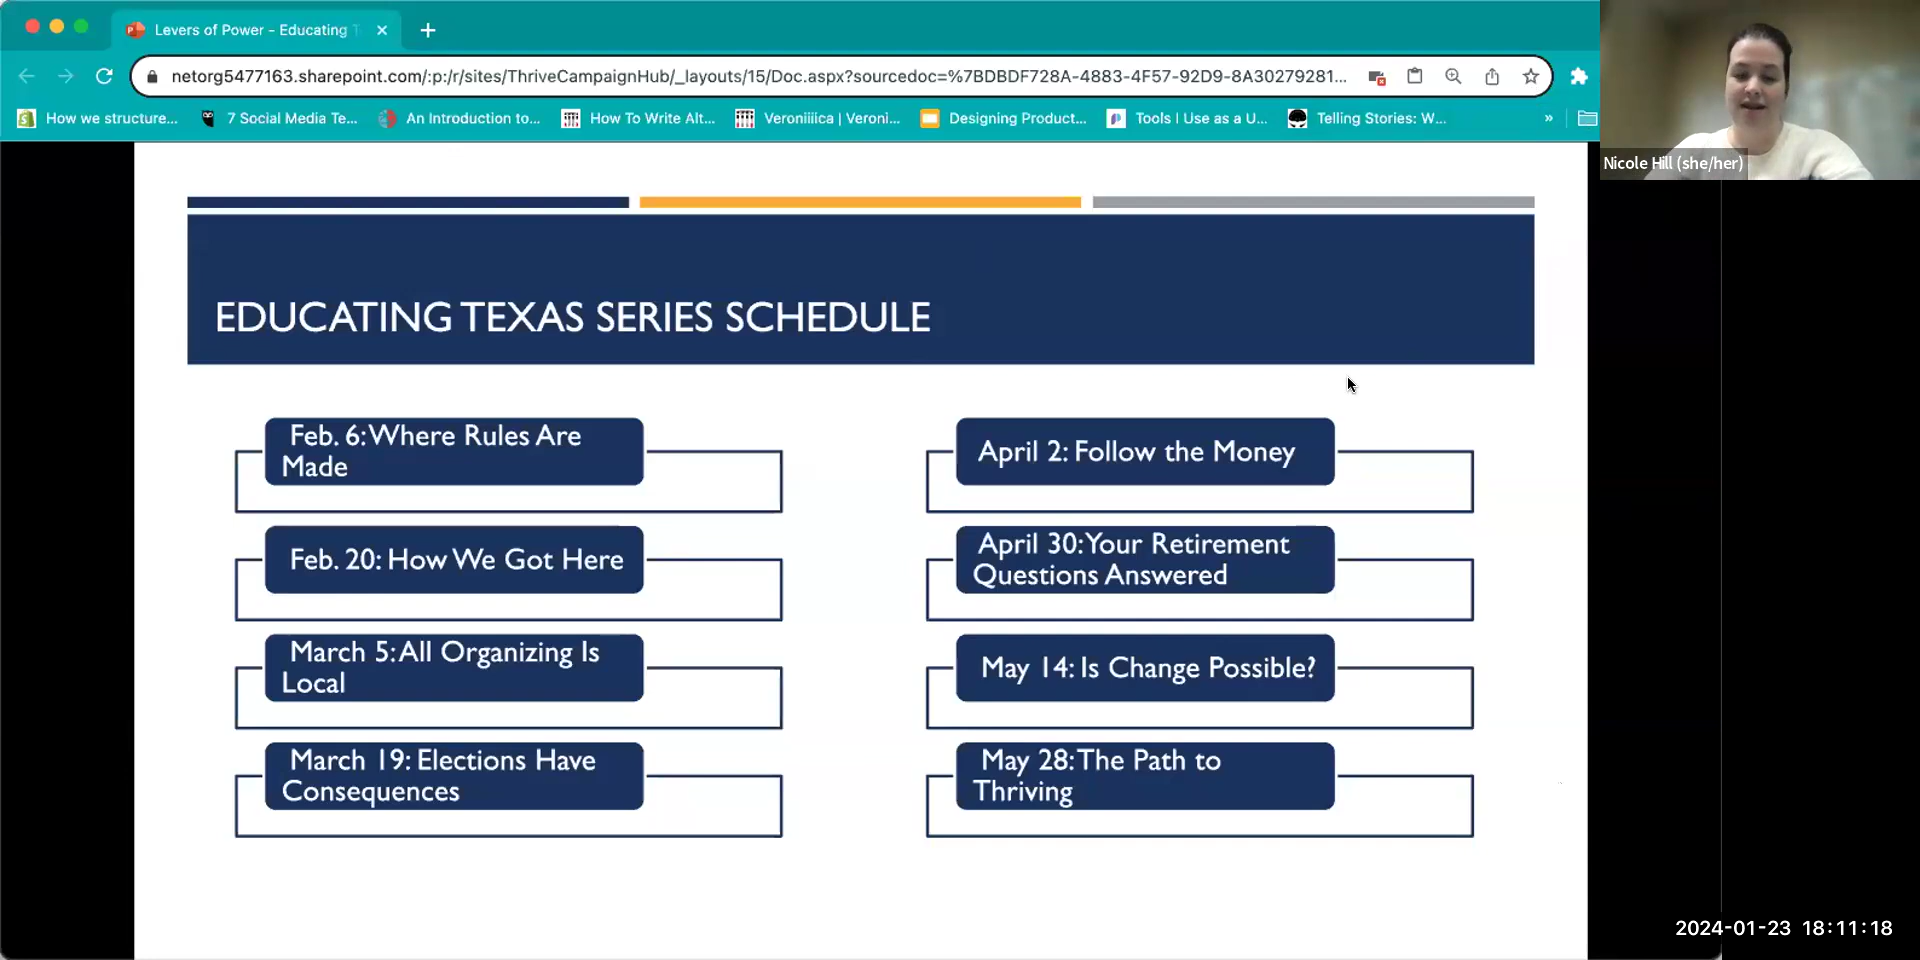 Levers of Power - Educating T
netorg5477163.sharepoint.com/:p:/r/sites/ThriveCampaignHub/_layouts/15/Doc.aspx?sourcedoc=%7BDBDF728A-4883-4F57-92D9-8A30279281...
How we structure...
7 Social Media Te...
An Introduction to...
How To Write Alt...
Veroniiiica | Veroni...
Designing Product...
Tools I Use as a U...
Telling Stories: W...
»
Nicole Hill (she/her)
EDUCATING TEXAS SERIES SCHEDULE
Feb. 6: Where Rules Are
Made
Feb. 20: How We Got Here
March 5: All Organizing Is
Local
March 19: Elections Have
Consequences
April 2: Follow the Money
April 30: Your Retirement
Questions Answered
May 14: Is Change Possible?
May 28: The Path to
Thriving
2024-01-23 18:11:18